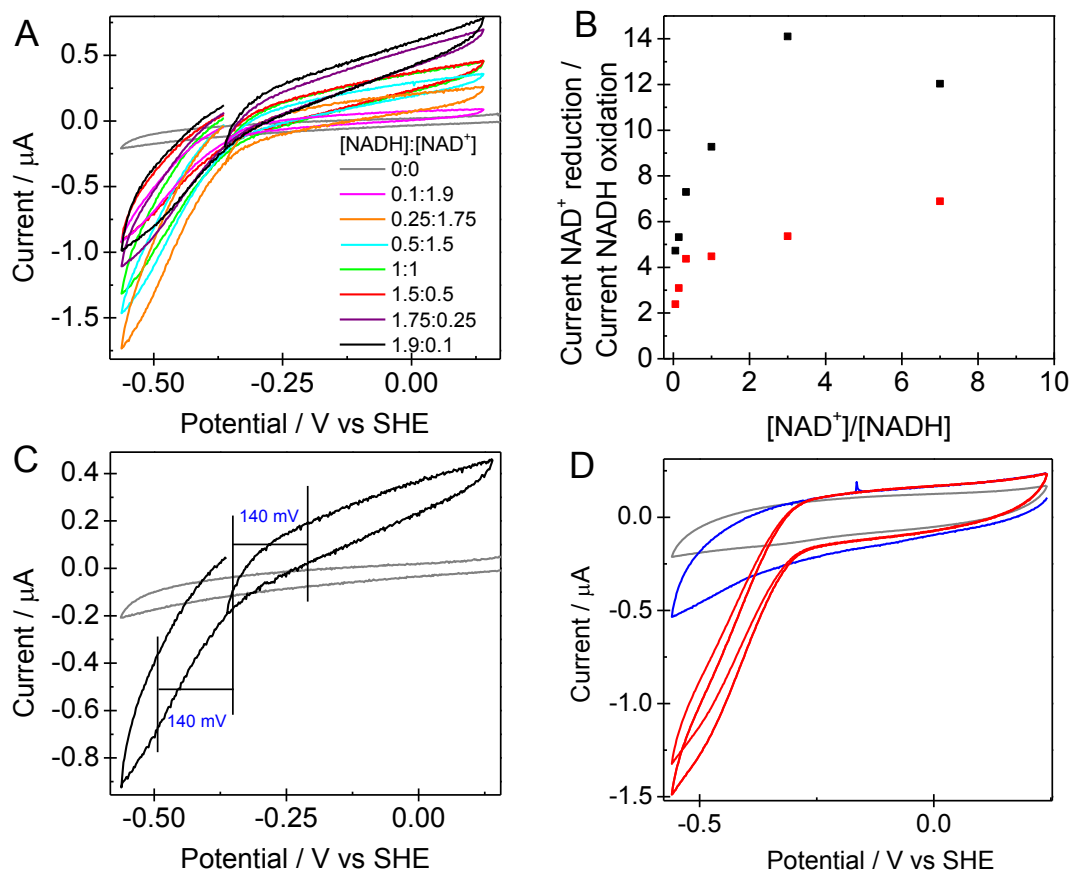 A
0.5
0.0
-0.5
-1.0
-1.5
Current / μA
-0.50
-0.25
0.00
Potential / V vs SHE
[NADH]:[NAD⁺]
0:0
0.1:1.9
0.25:1.75
0.5:1.5
1:1
1.5:0.5
1.75:0.25
1.9:0.1
B
14
12
10
8
6
4
2
0
Current NAD⁺ reduction /
Current NADH oxidation
0
2
4
6
8
10
[NAD⁺]/[NADH]
C
0.4
0.2
0.0
-0.2
-0.4
-0.6
-0.8
Current / μA
140 mV
140 mV
-0.50
-0.25
0.00
Potential / V vs SHE
D
0.0
-0.5
-1.0
-1.5
Current / μA
-0.5
0.0
Potential / V vs SHE